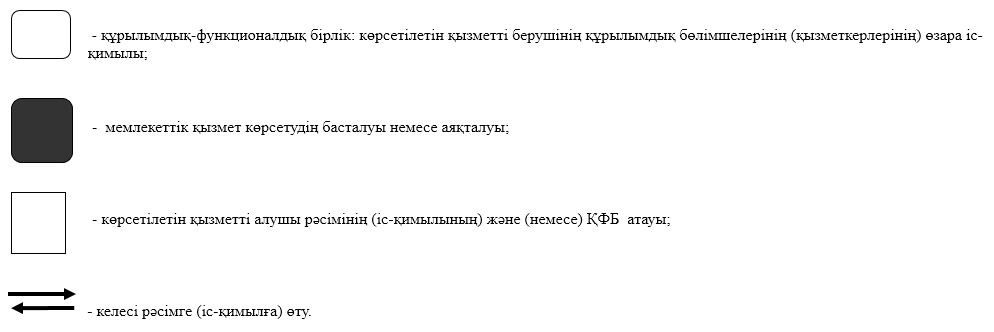 - құрылымдық-функционалдық бірлік: көрсетілетін қызметті берушінің құрылымдық бөлімшелерінің (қызметкерлерінің) өзара іс-
қимылы;
- мемлекеттік қызмет көрсетудің басталуы немесе аяқталуы;
- көрсетілетін қызметті алушы рәсімінің (іс-қимылының) және (немесе) ҚФБ атауы;
- келесі рәсімге (іс-қимылға) өту.